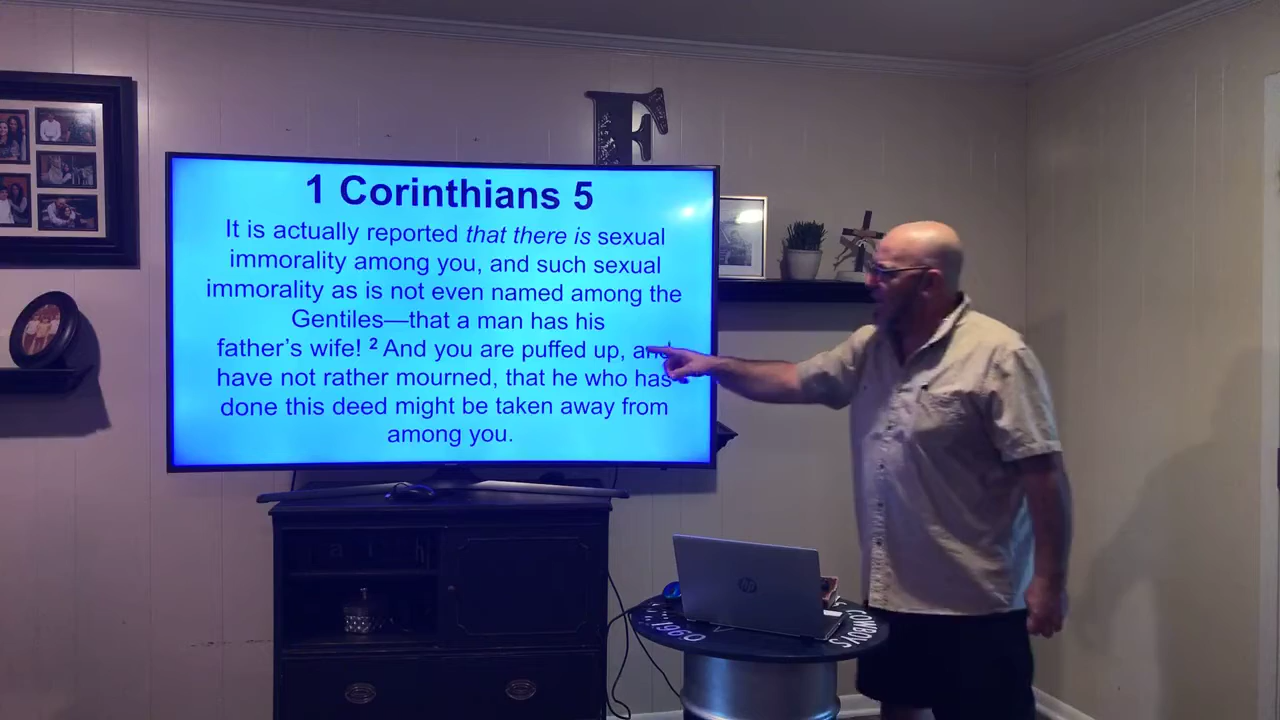 F
1 Corinthians 5
It is actually reported that there is sexual
immorality among you, and such sexual
immorality as is not even named among the
Gentiles—that a man has his
father's wife! ² And you are puffed up, and
have not rather mourned, that he who has
done this deed might be taken away from
among you.
hp
1960
COWBOYS